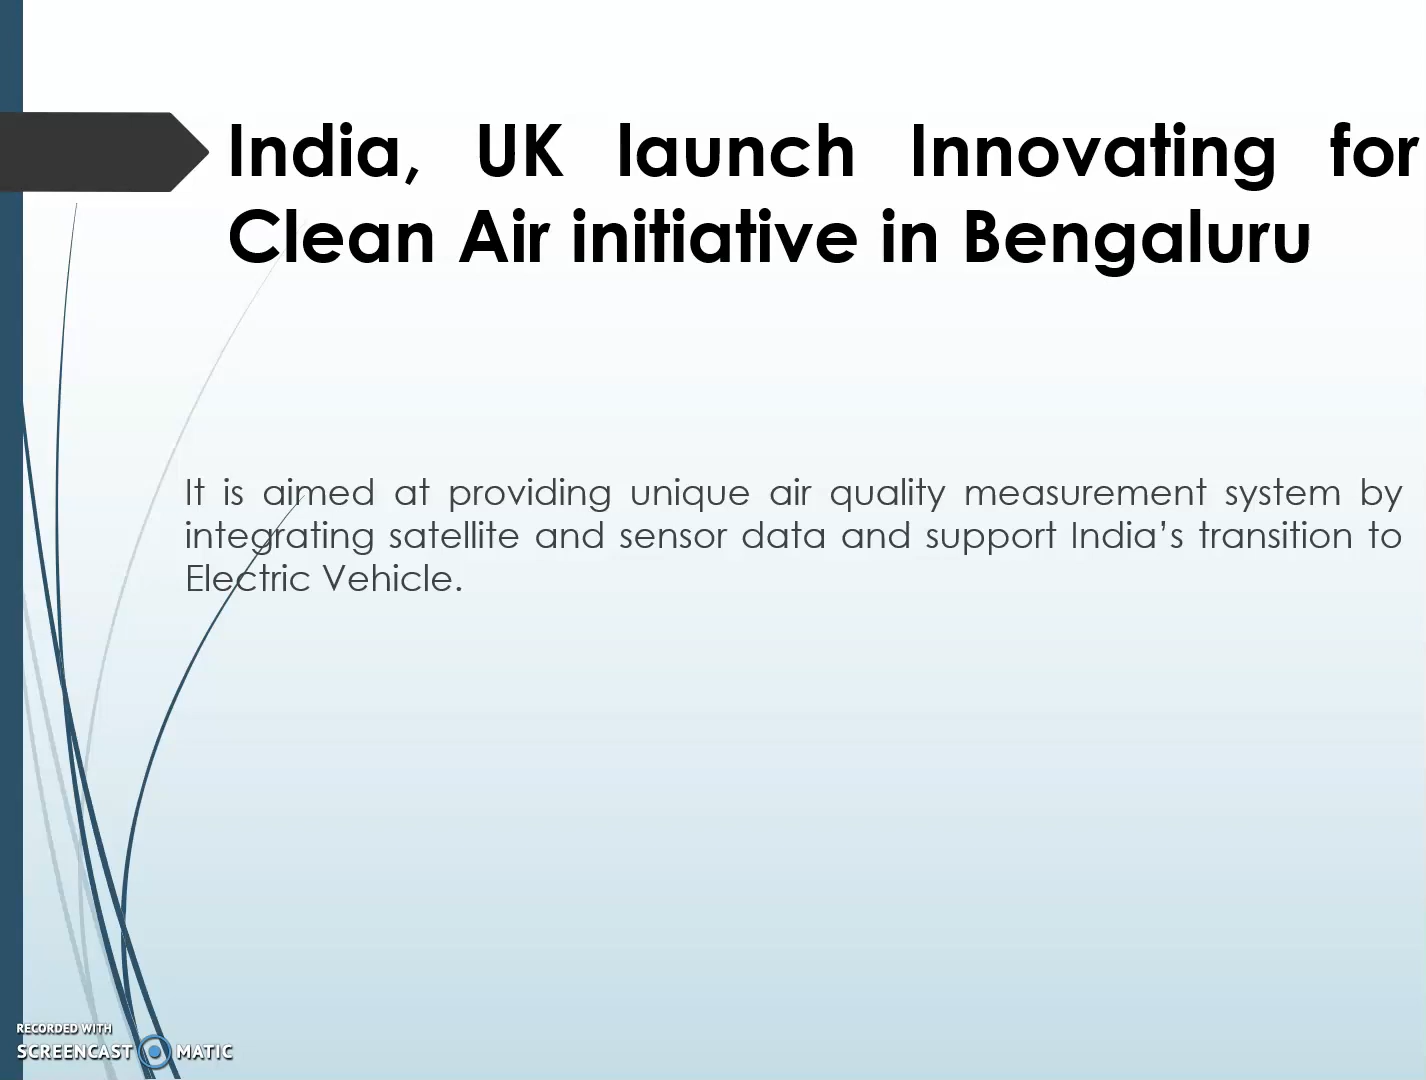 India, UK launch Innovating for
Clean Air initiative in Bengaluru
It is aimed at providing unique air quality measurement system by
integrating satellite and sensor data and support India’s transition to
Electric Vehicle.
RECORDED WITH
SCREENCAST MATIC